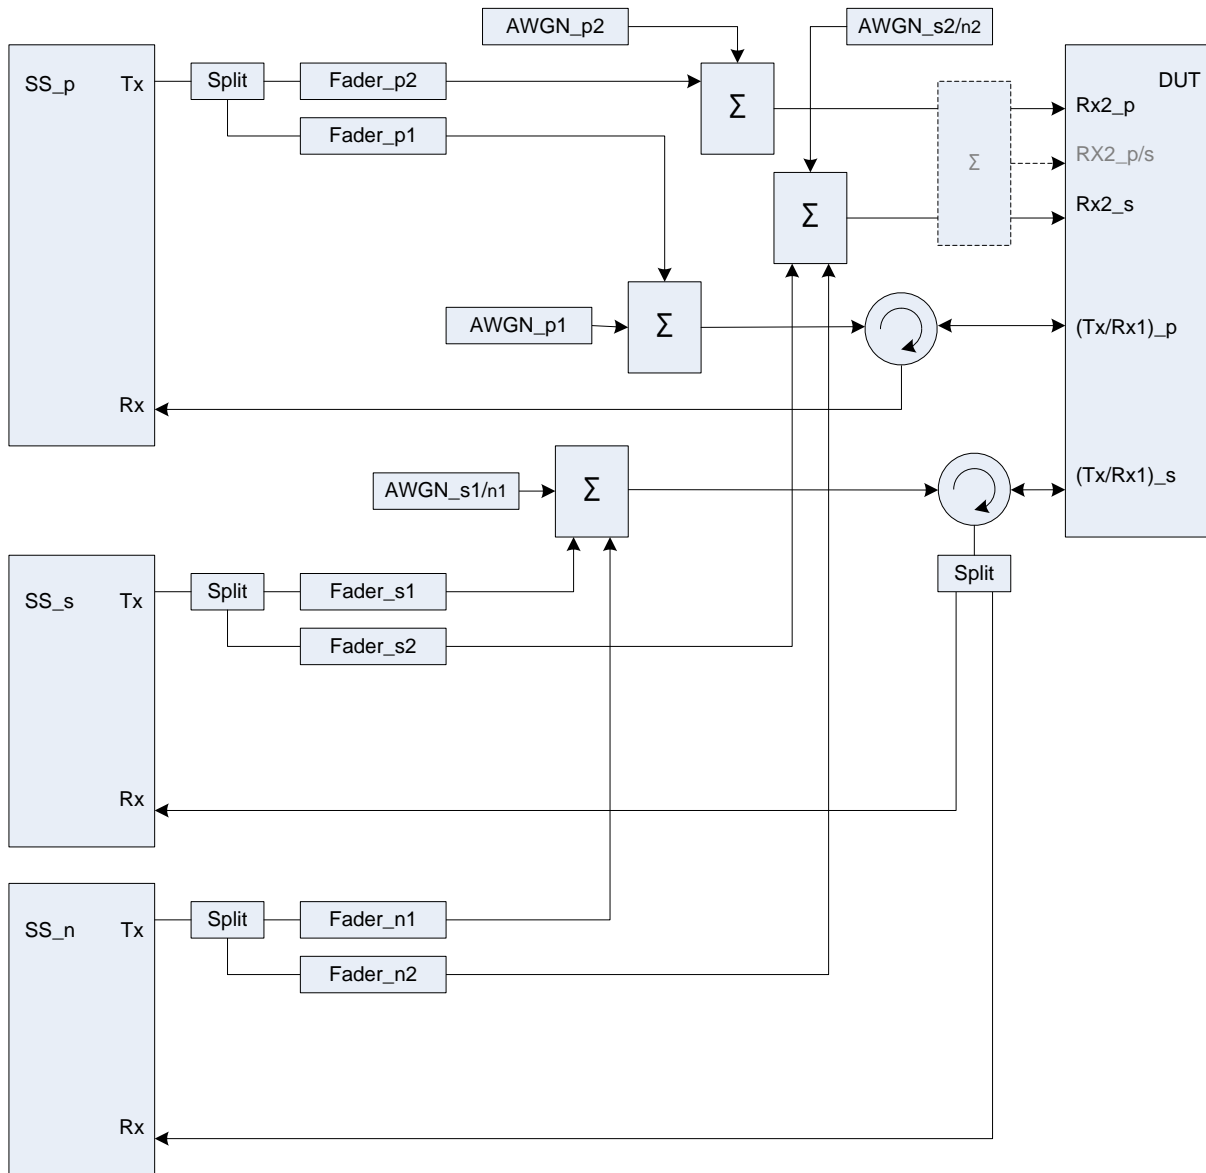 AWGN_p2
AWGN_s2/n2
SS_p
Tx
Split
Fader_p2
Fader_p1
Σ
Σ
Σ
DUT
Rx2_p
RX2_p/s
Rx2_s
AWGN_p1
Σ
(Tx/Rx1)_p
Rx
AWGN_s1/n1
Σ
(Tx/Rx1)_s
Split
SS_s
Tx
Split
Fader_s1
Fader_s2
Rx
SS_n
Tx
Split
Fader_n1
Fader_n2
Rx